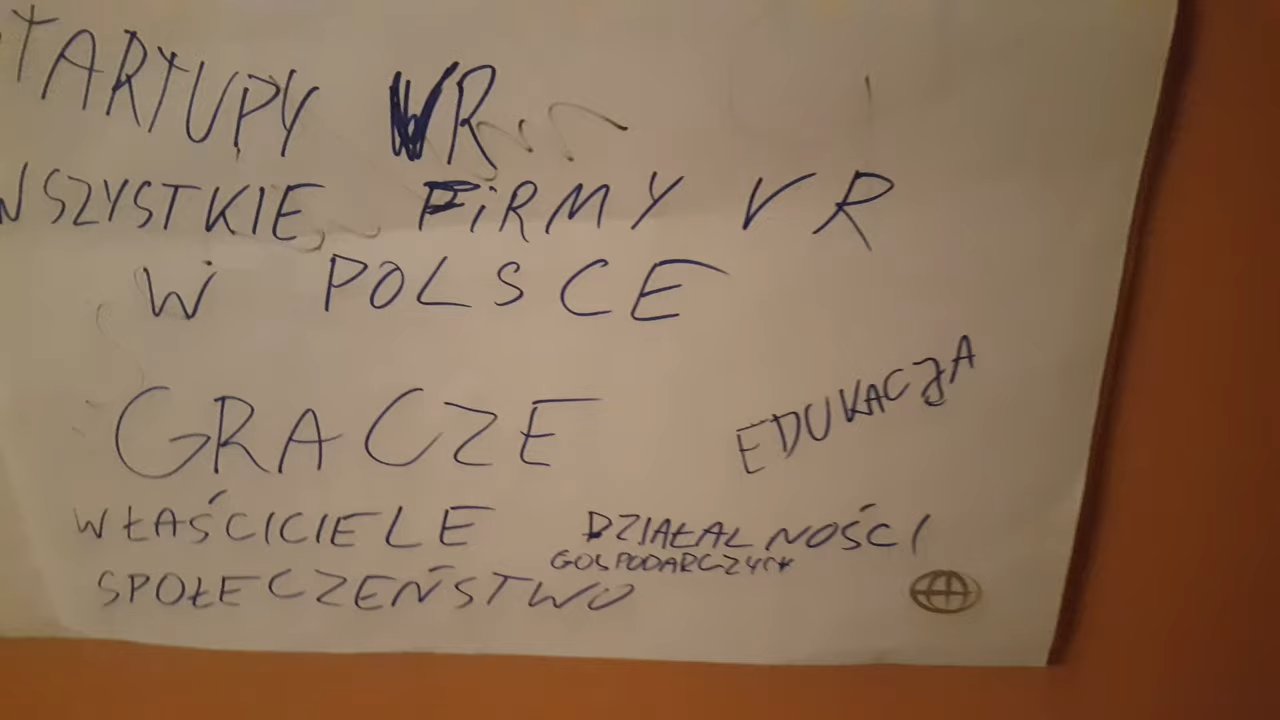 TARTUPY VR
WSZYSTKIE, FIRMY VR
W POLSCE
GRACZE
EDUKACJA
WŁAŚCICIELE DZIAŁALNOŚCI
GOSPODARCZYCH
SPOŁECZEŃSTWO